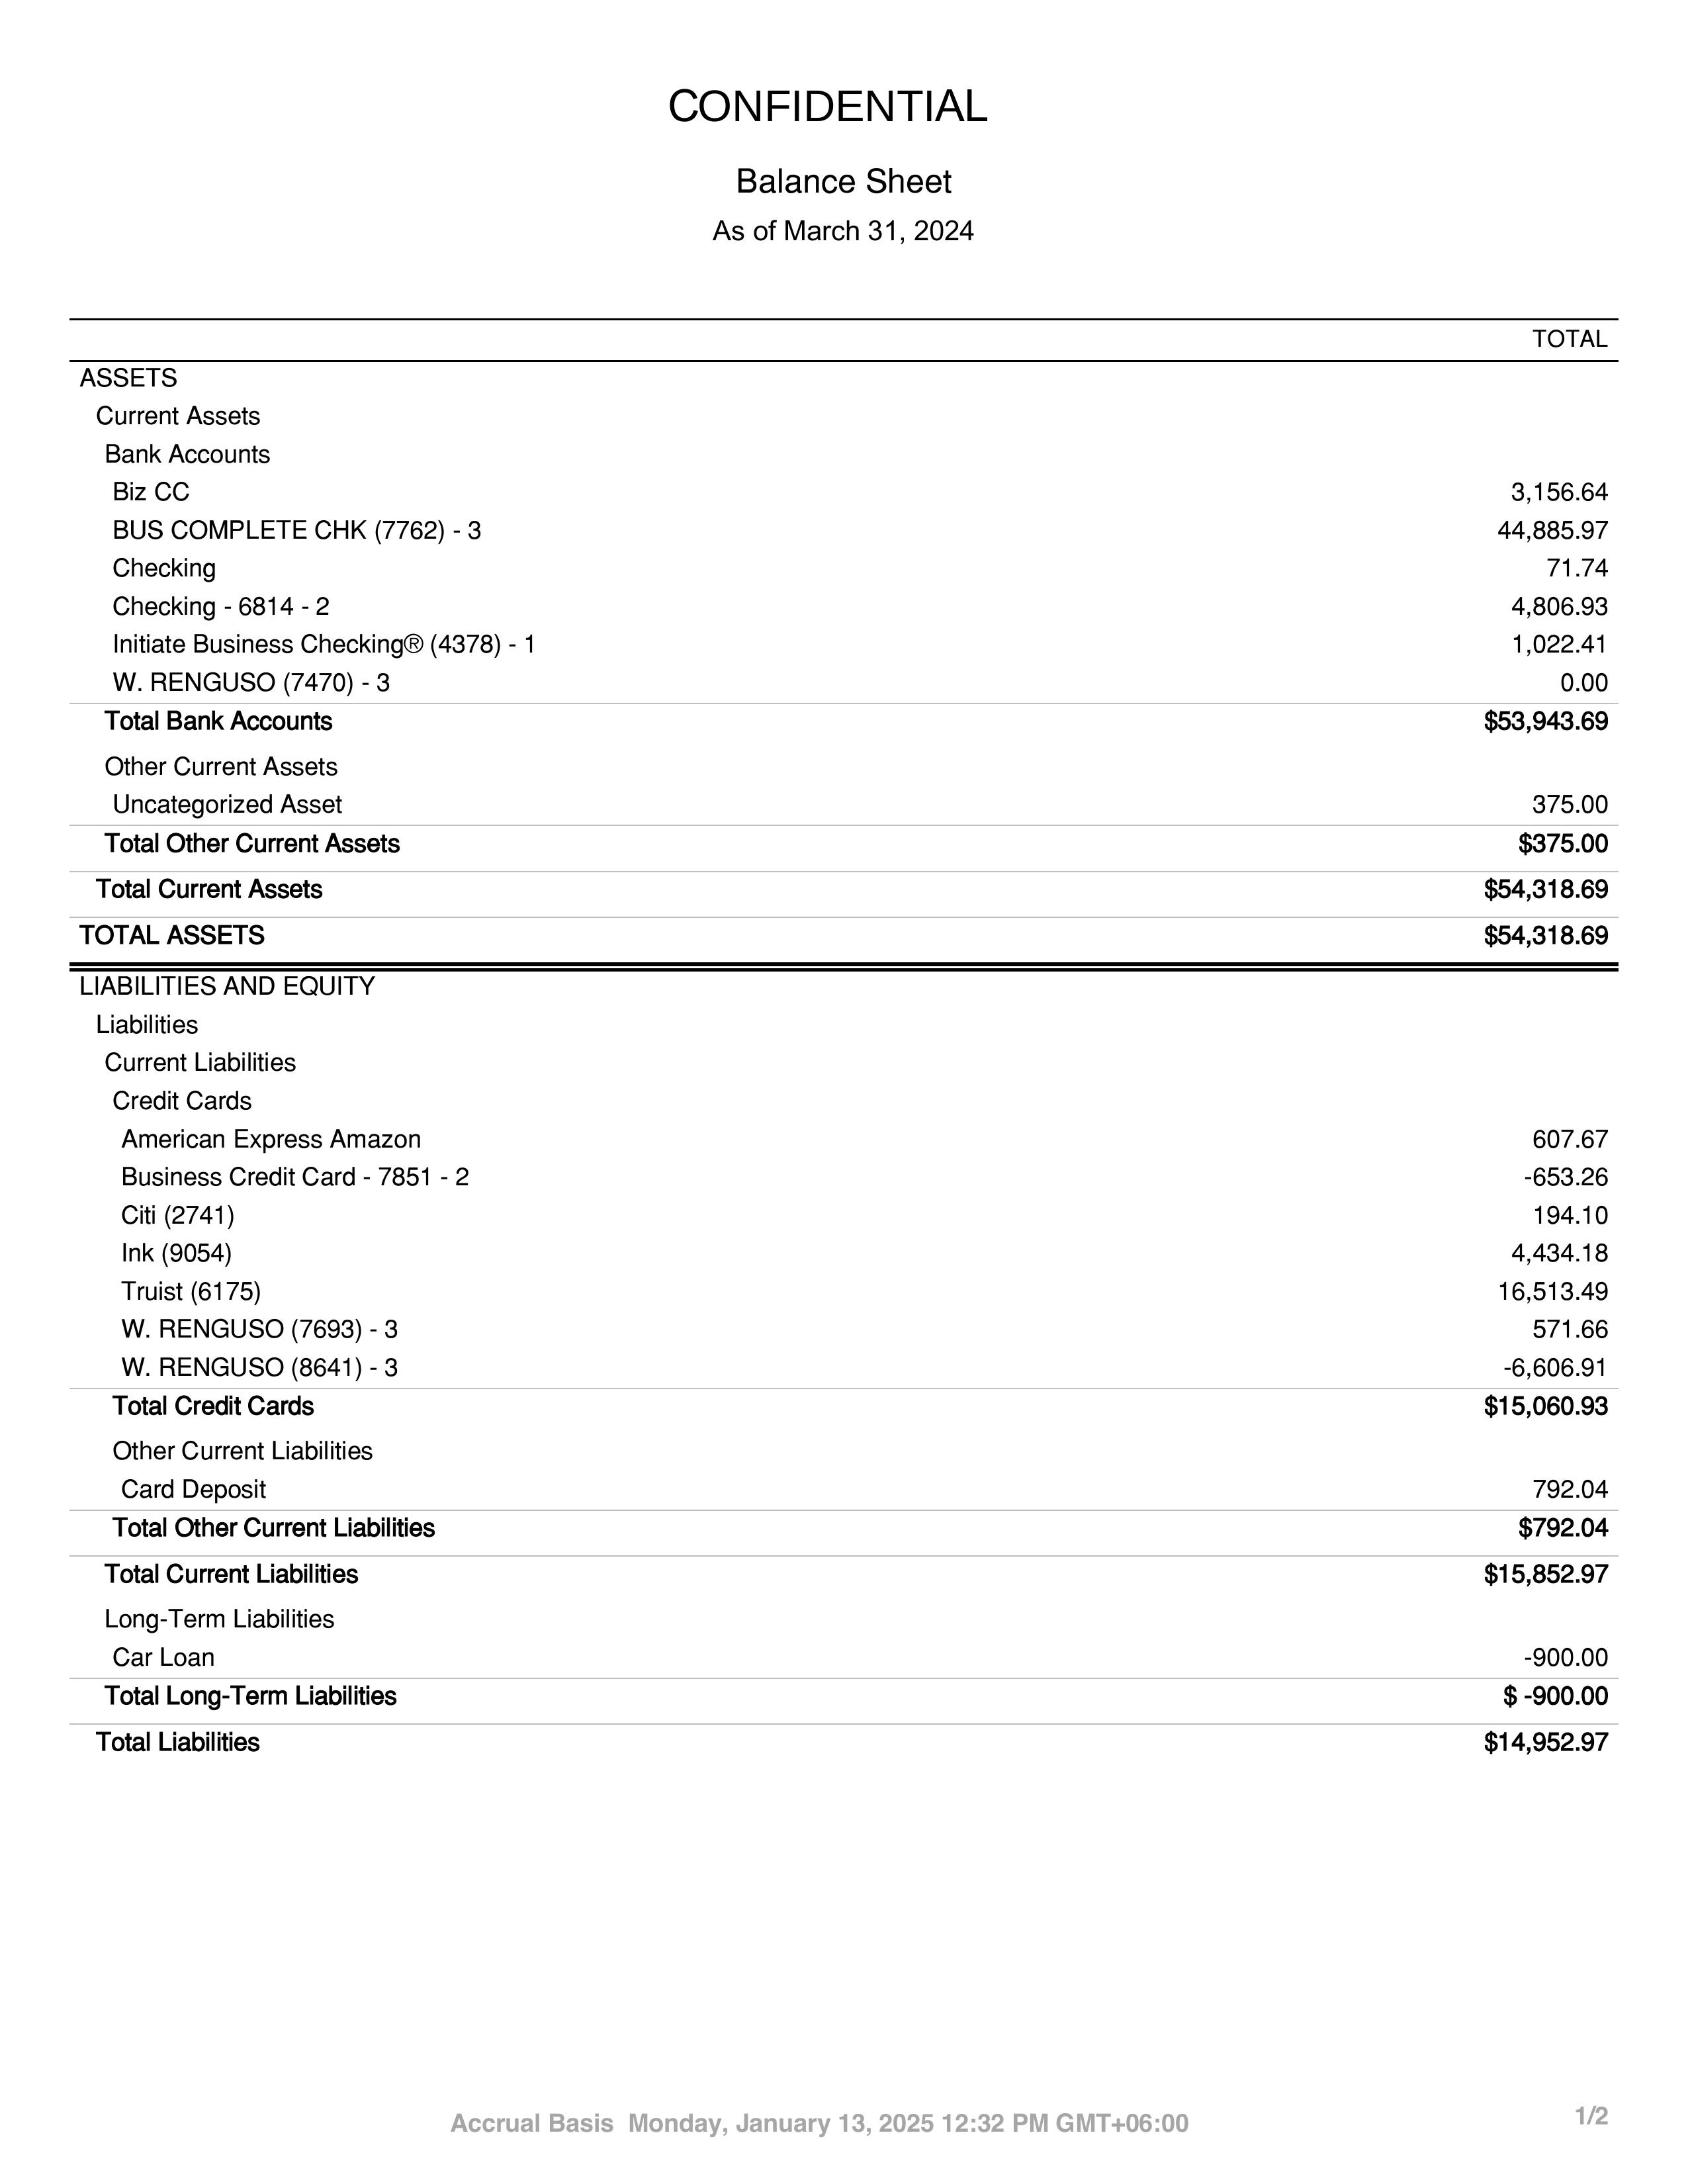 CONFIDENTIAL
Balance Sheet
As of March 31, 2024
TOTAL
ASSETS
Current Assets
Bank Accounts
Biz CC 3,156.64
BUS COMPLETE CHK (7762) - 3 44,885.97
Checking 71.74
Checking - 6814 - 2 4,806.93
Initiate Business Checking® (4378) - 1 1,022.41
W. RENGUSO (7470) - 3 0.00
Total Bank Accounts $53,943.69
Other Current Assets
Uncategorized Asset 375.00
Total Other Current Assets $375.00
Total Current Assets $54,318.69
TOTAL ASSETS $54,318.69
LIABILITIES AND EQUITY
Liabilities
Current Liabilities
Credit Cards
American Express Amazon 607.67
Business Credit Card - 7851 - 2 -653.26
Citi (2741) 194.10
Ink (9054) 4,434.18
Truist (6175) 16,513.49
W. RENGUSO (7693) - 3 571.66
W. RENGUSO (8641) - 3 -6,606.91
Total Credit Cards $15,060.93
Other Current Liabilities
Card Deposit 792.04
Total Other Current Liabilities $792.04
Total Current Liabilities $15,852.97
Long-Term Liabilities
Car Loan -900.00
Total Long-Term Liabilities $ -900.00
Total Liabilities $14,952.97
Accrual Basis Monday, January 13, 2025 12:32 PM GMT+06:00 1/2